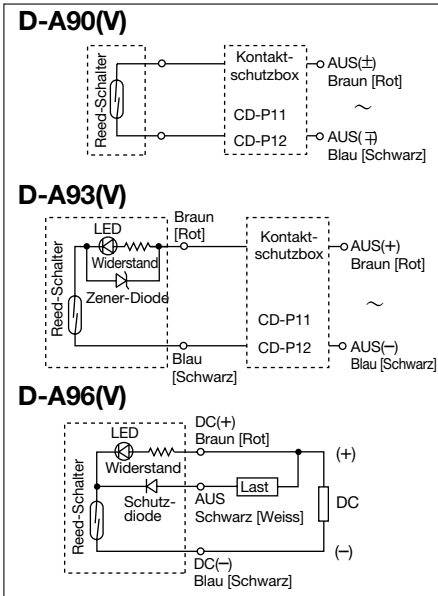 D-A90(V)
Reed-Schalter
Kontakt-
schutzbox
CD-P11
CD-P12
AUS(±)
Braun [Rot]
~
AUS(∓)
Blau [Schwarz]
D-A93(V)
Reed-Schalter
LED
Widerstand
Zener-Diode
Braun
[Rot]
Blau
[Schwarz]
Kontakt-
schutzbox
CD-P11
CD-P12
AUS(+)
Braun [Rot]
~
AUS(−)
Blau [Schwarz]
D-A96(V)
Reed-Schalter
LED
Widerstand
Schutz-
diode
DC(+)
Braun [Rot]
Last
AUS
Schwarz [Weiss]
DC(−)
Blau [Schwarz]
(+)
DC
(−)